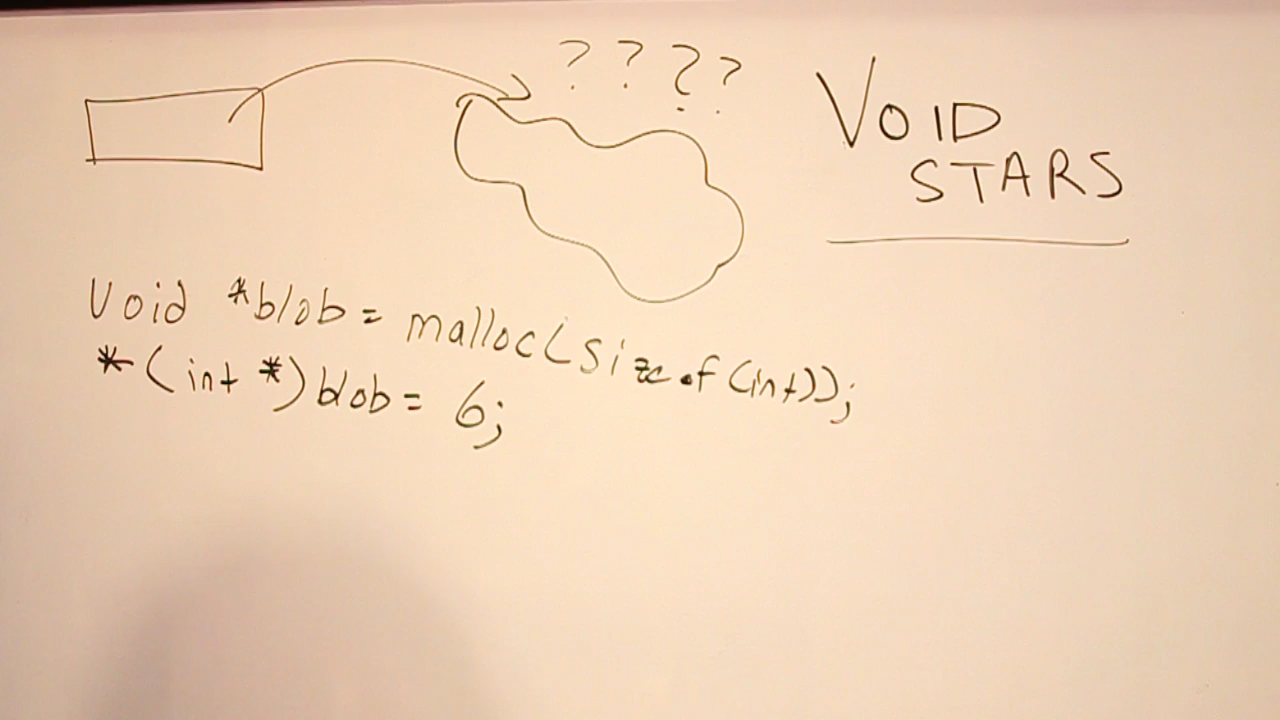 ? ? ? ?
VOID
STARS
void *blob = malloc(sizeof(int));
*(int *)blob = 6;